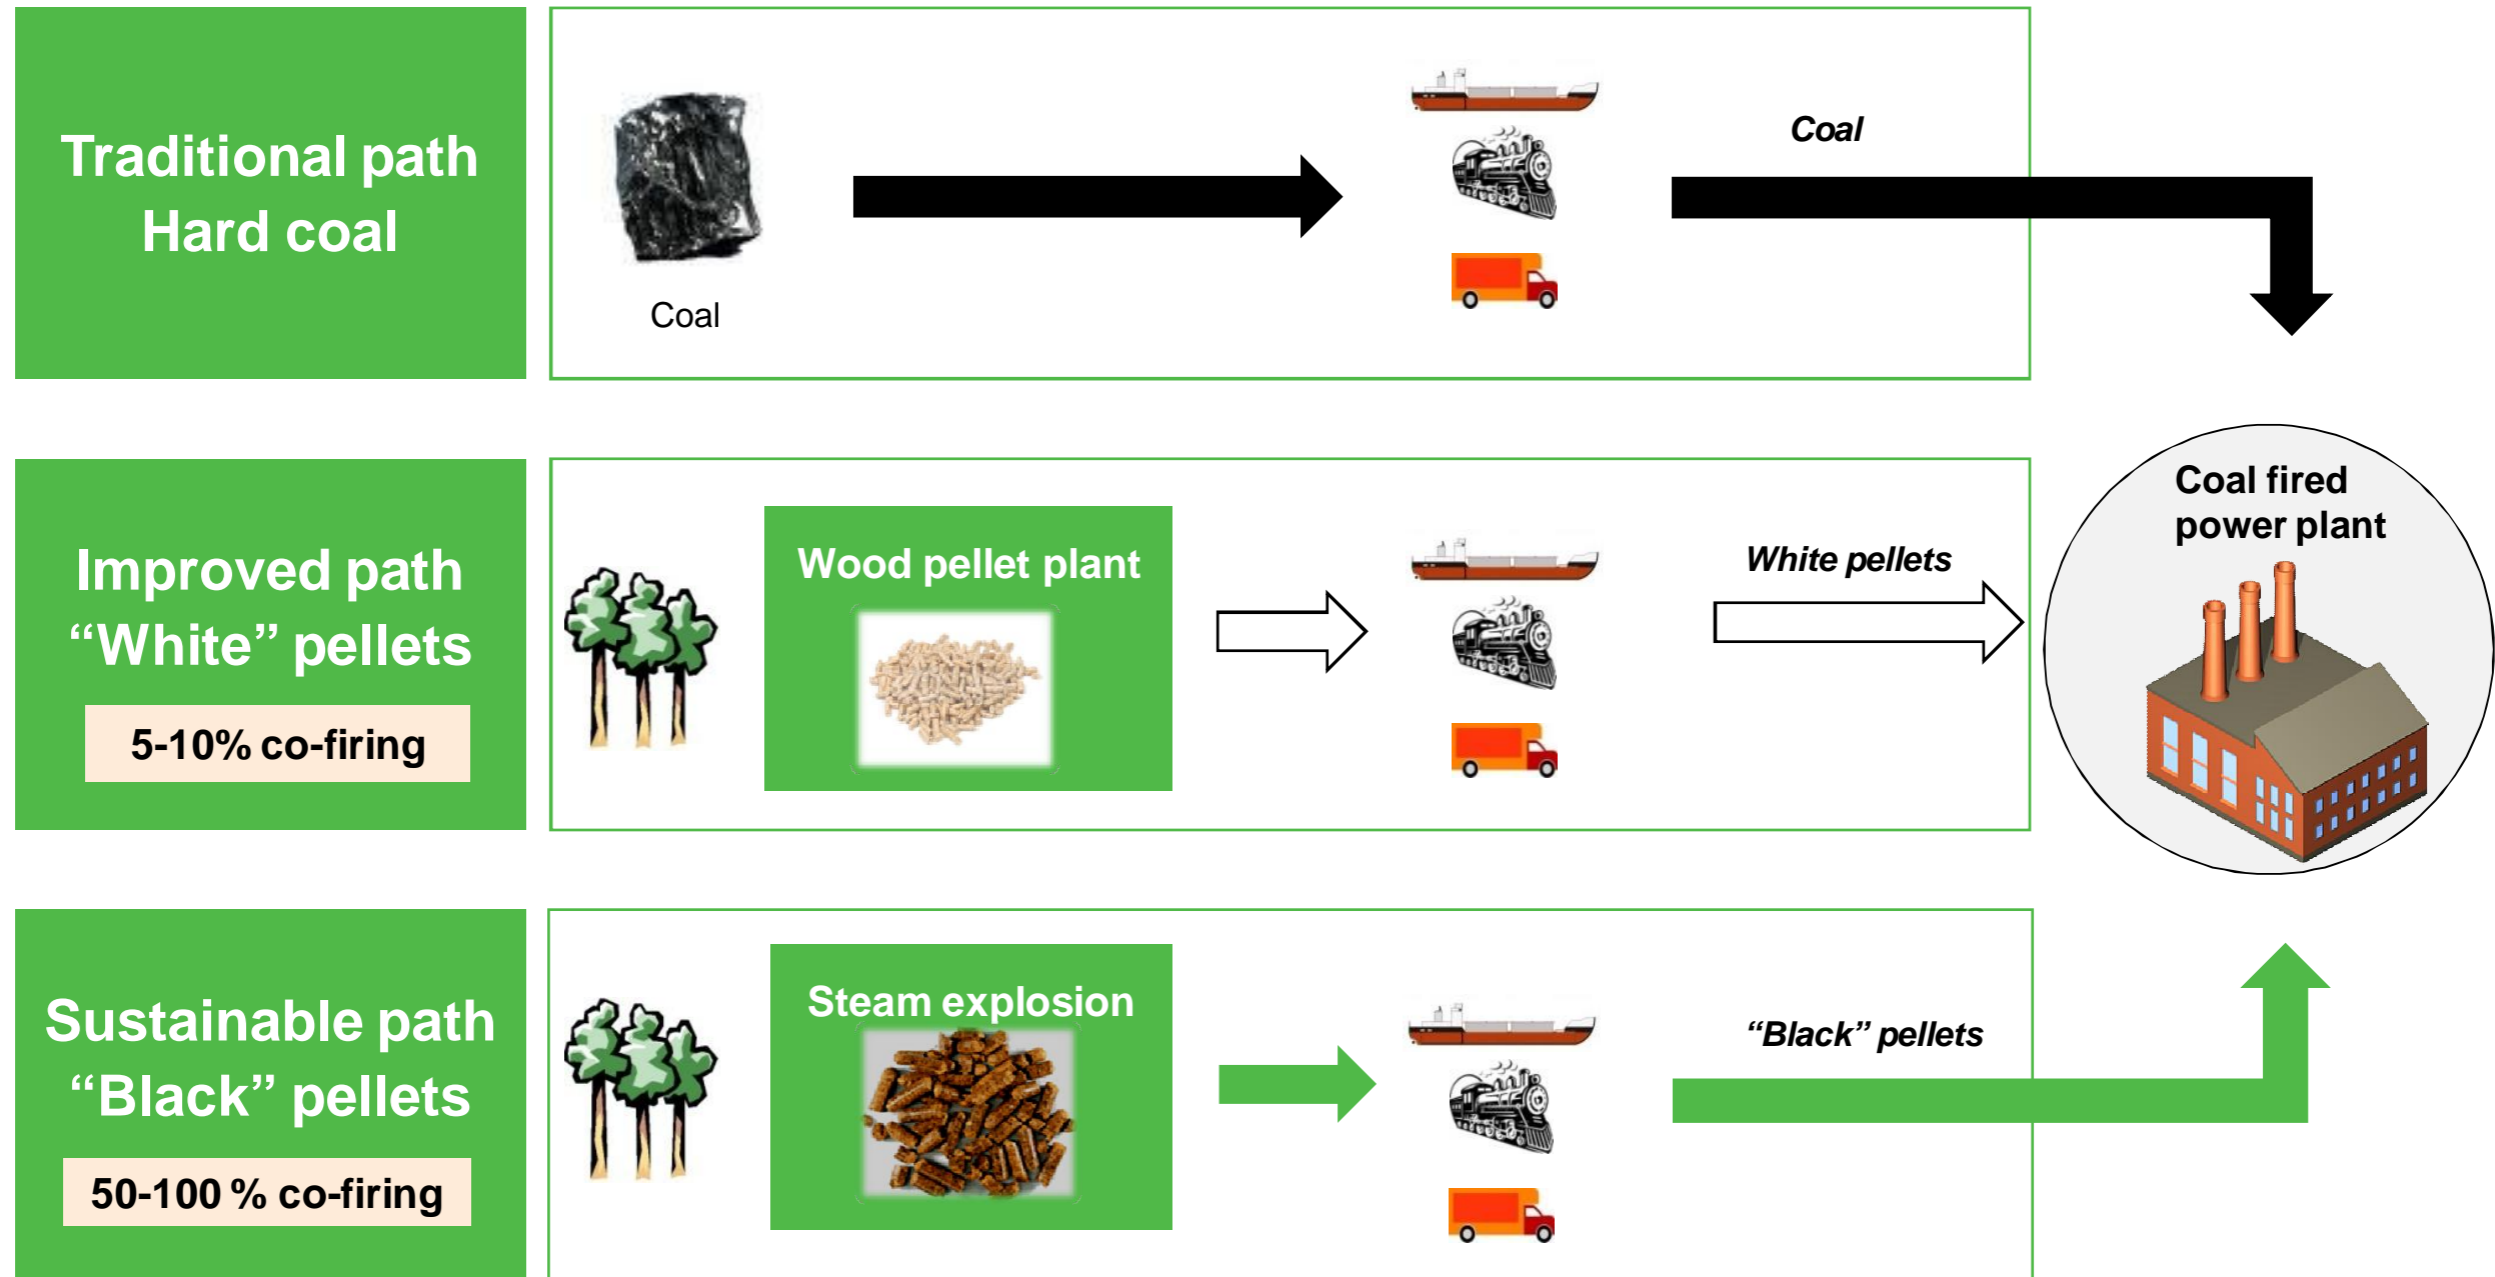 Traditional path
Hard coal
Coal
Coal
Improved path
“White” pellets
5-10% co-firing
Wood pellet plant
White pellets
Coal fired
power plant
Sustainable path
“Black” pellets
50-100 % co-firing
Steam explosion
“Black” pellets